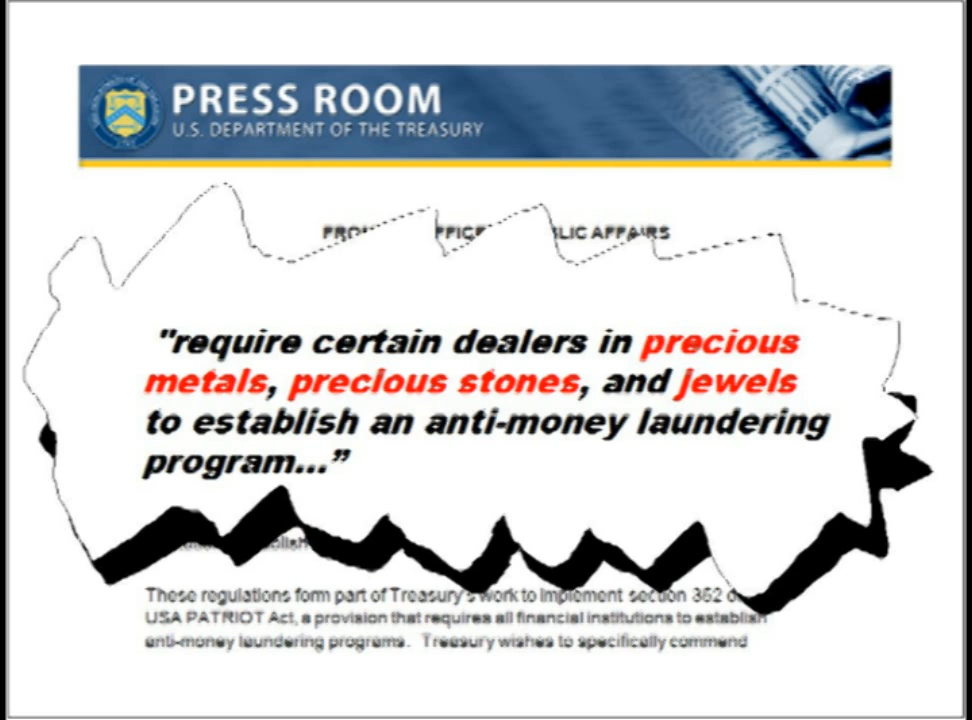 PRESS ROOM
U.S. DEPARTMENT OF THE TREASURY
"require certain dealers in precious
metals, precious stones, and jewels
to establish an anti-money laundering
program..."
These regulations form part of Treasury's work to implement section 352
USA PATRIOT Act, a provision that requires all financial institutions to establish
anti-money laundering programs. Treasury wishes to specifically commend